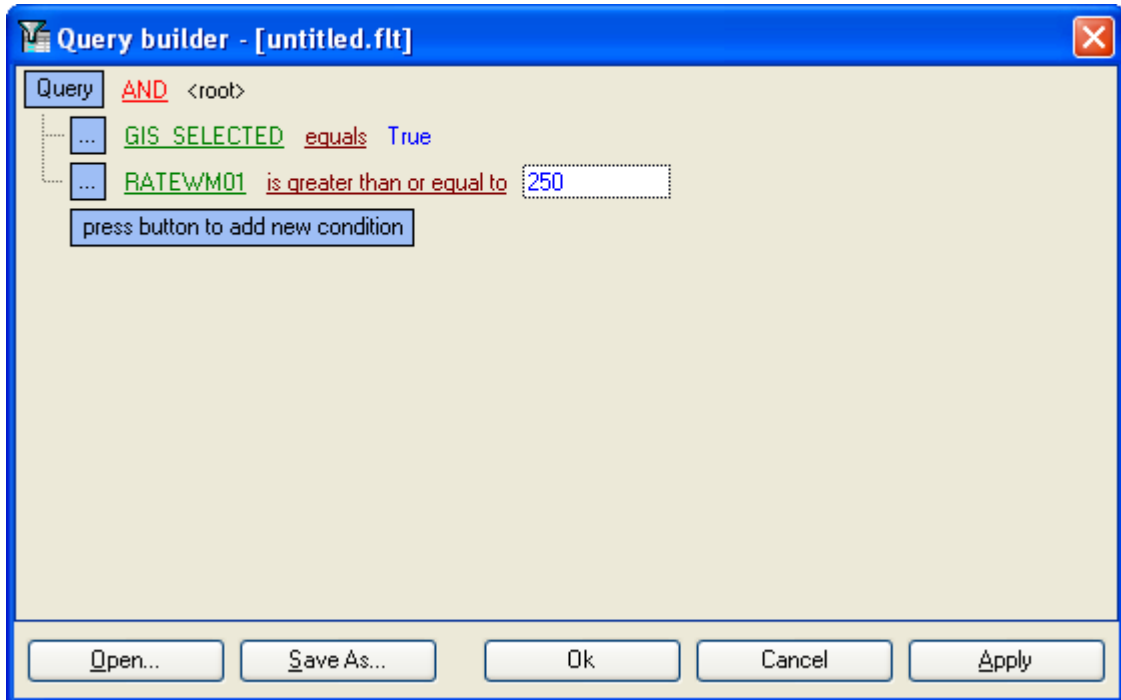 Query builder - [untitled.flt]
Query AND <root>
... GIS_SELECTED equals True
... RATEWM01 is greater than or equal to 250
press button to add new condition
Open... Save As... Ok Cancel Apply